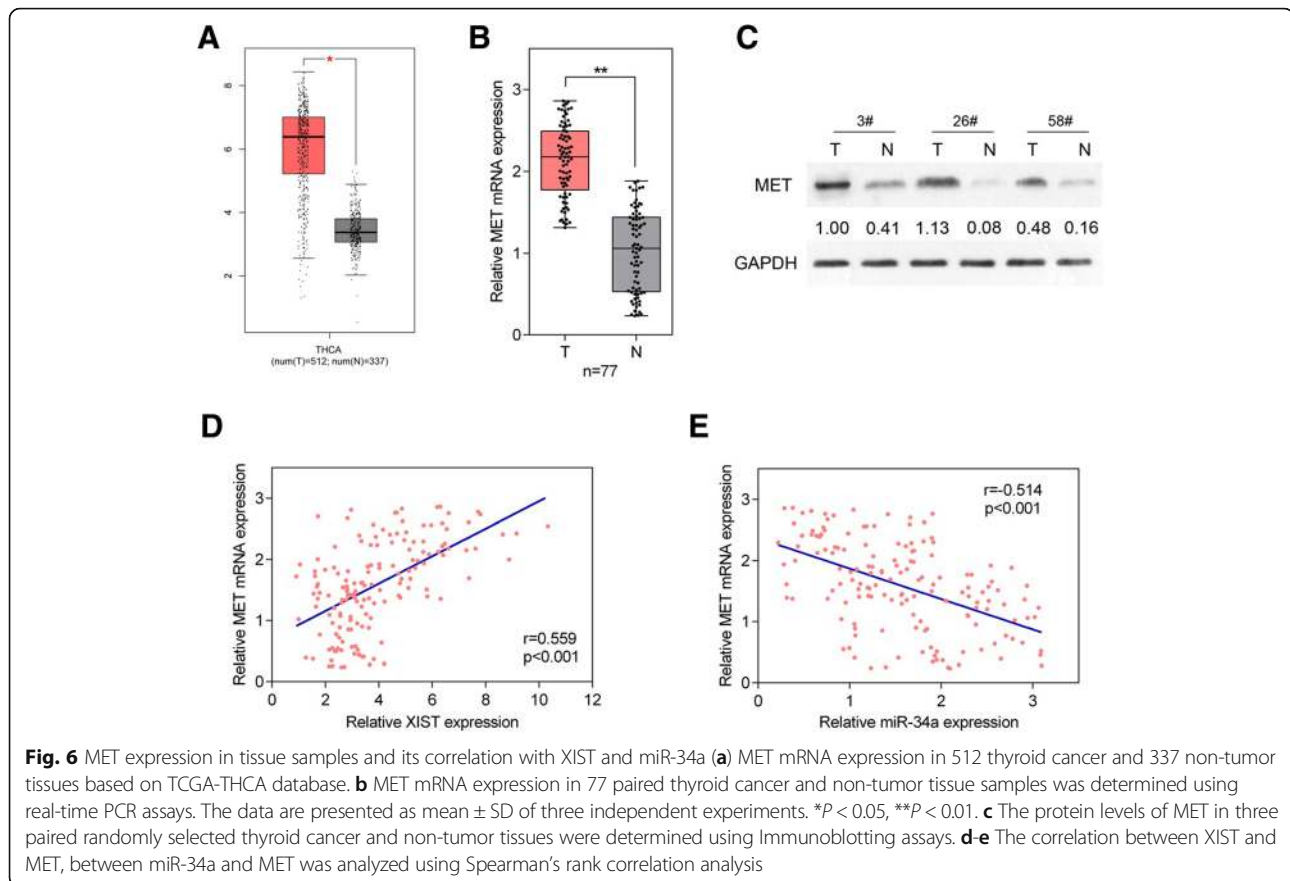 A
*
8
6
4
2
THCA
(num(T)=512; num(N)=337)
B
**
Relative MET mRNA expression
3
2
1
0
T N
n=77
C
3# 26# 58#
T N T N T N
MET
1.00 0.41 1.13 0.08 0.48 0.16
GAPDH
D
Relative MET mRNA expression
3
2
1
0
r=0.559
p<0.001
0 2 4 6 8 10 12
Relative XIST expression
E
Relative MET mRNA expression
3
2
1
0
r=-0.514
p<0.001
0 1 2 3
Relative miR-34a expression
Fig. 6 MET expression in tissue samples and its correlation with XIST and miR-34a (a) MET mRNA expression in 512 thyroid cancer and 337 non-tumor
tissues based on TCGA-THCA database. b MET mRNA expression in 77 paired thyroid cancer and non-tumor tissue samples was determined using
real-time PCR assays. The data are presented as mean ± SD of three independent experiments. *P < 0.05, **P < 0.01. c The protein levels of MET in three
paired randomly selected thyroid cancer and non-tumor tissues were determined using Immunoblotting assays. d-e The correlation between XIST and
MET, between miR-34a and MET was analyzed using Spearman's rank correlation analysis